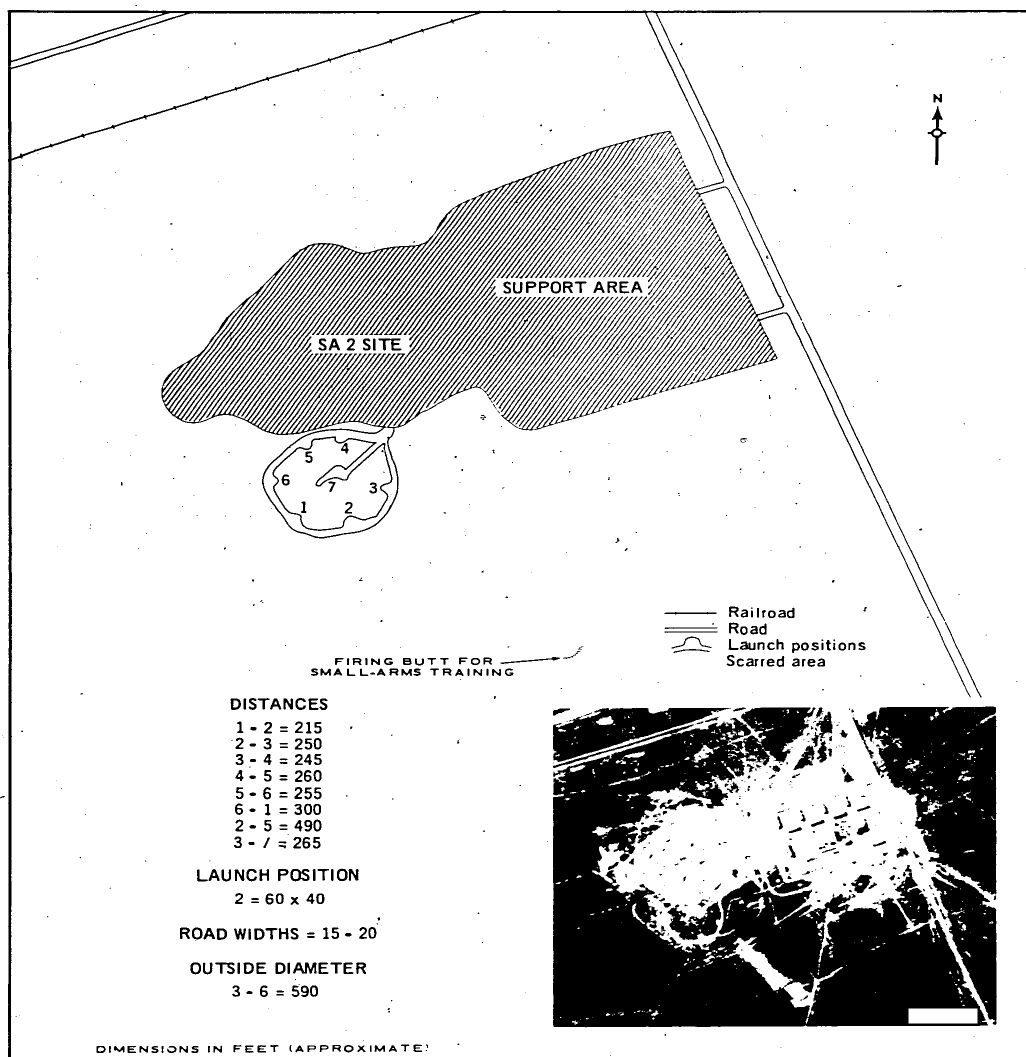 N
SUPPORT AREA
SA 2 SITE
5
4
6
7
3
1
2
Railroad
Road
Launch positions
Scarred area
FIRING BUTT FOR
SMALL-ARMS TRAINING
DISTANCES
1 - 2 = 215
2 - 3 = 250
3 - 4 = 245
4 - 5 = 260
5 - 6 = 255
6 - 1 = 300
2 - 5 = 490
3 - 7 = 265
LAUNCH POSITION
2 = 60 x 40
ROAD WIDTHS = 15 - 20
OUTSIDE DIAMETER
3 - 6 = 590
DIMENSIONS IN FEET (APPROXIMATE)